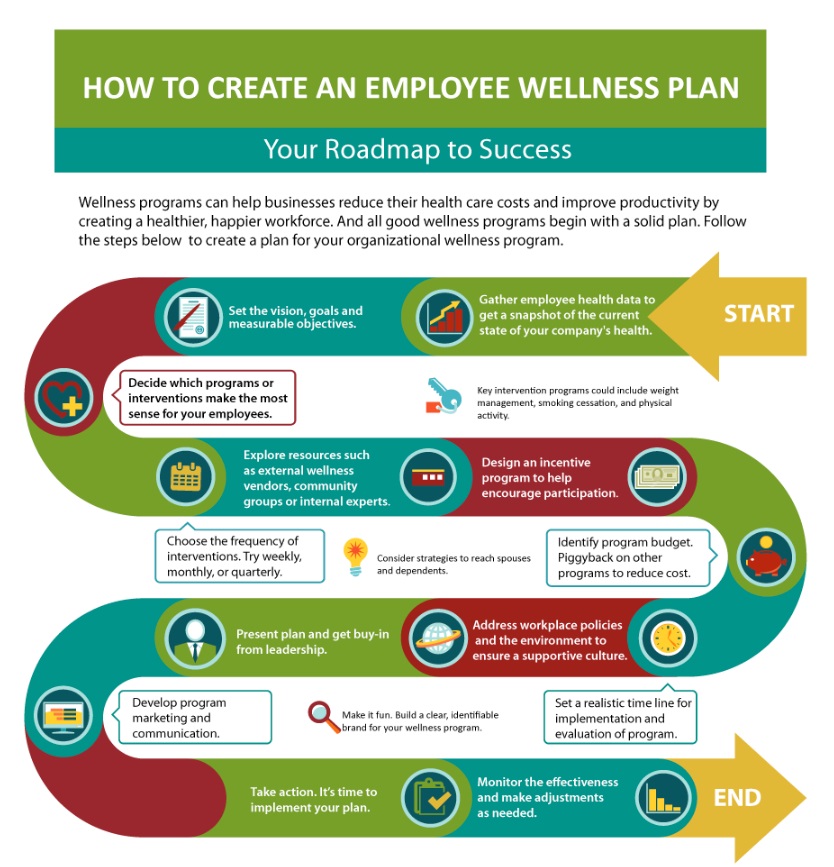 HOW TO CREATE AN EMPLOYEE WELLNESS PLAN
Your Roadmap to Success
Wellness programs can help businesses reduce their health care costs and improve productivity by
creating a healthier, happier workforce. And all good wellness programs begin with a solid plan. Follow
the steps below to create a plan for your organizational wellness program.
START
Gather employee health data to
get a snapshot of the current
state of your company's health.
Set the vision, goals and
measurable objectives.
Decide which programs or
interventions make the most
sense for your employees.
Key intervention programs could include weight
management, smoking cessation, and physical
activity.
Choose the frequency of
interventions. Try weekly,
monthly, or quarterly.
Explore resources such
as external wellness
vendors, community
groups or internal experts.
Design an incentive
program to help
encourage participation.
Consider strategies to reach spouses
and dependents.
Identify program budget.
Piggyback on other
programs to reduce cost.
Set a realistic time line for
implementation and
evaluation of program.
Address workplace policies
and the environment to
ensure a supportive culture.
Present plan and get buy-in
from leadership.
Develop program
marketing and
communication.
Make it fun. Build a clear, identifiable
brand for your wellness program.
Take action. It's time to
implement your plan.
Monitor the effectiveness
and make adjustments
as needed.
END